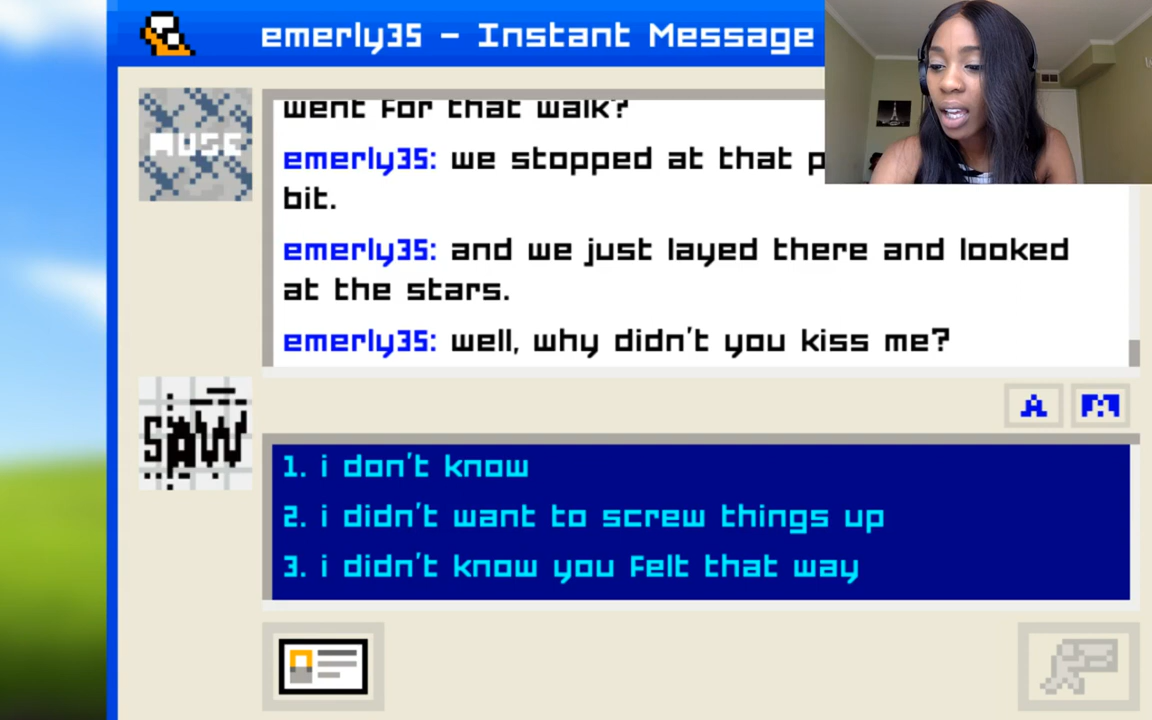 emerly35 - Instant Message
went for that walk?
MUSE
emerly35: we stopped at that
bit.
emerly35: and we just layed there and looked
at the stars.
emerly35: well, why didn't you kiss me?
SAW
A
1. i don't know
2. i didn't want to screw things up
3. i didn't know you felt that way